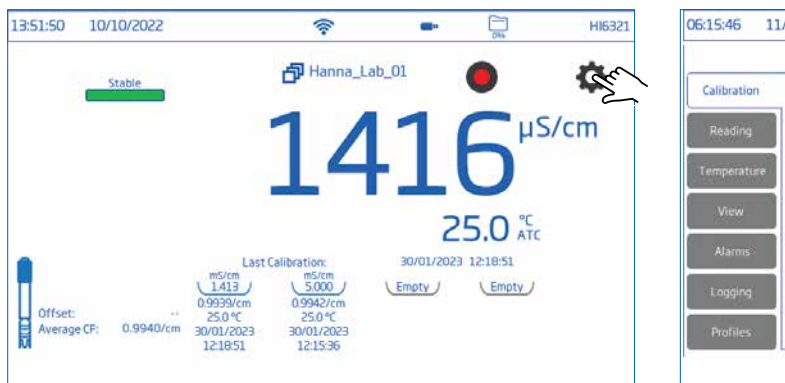 13:51:50 10/10/2022 HI6321
Stable
Hanna_Lab_01
1416 µS/cm
25.0 °C
ATC
Last Calibration: 30/01/2023 12:18:51
mS/cm mS/cm
1.413 5.000 Empty Empty
0.9939/cm 0.9942/cm
Offset: -- 25.0 °C 25.0 °C
Average CF: 0.9940/cm 30/01/2023 30/01/2023
12:18:51 12:15:36
06:15:46 11/
Calibration
Reading
Temperature
View
Alarms
Logging
Profiles